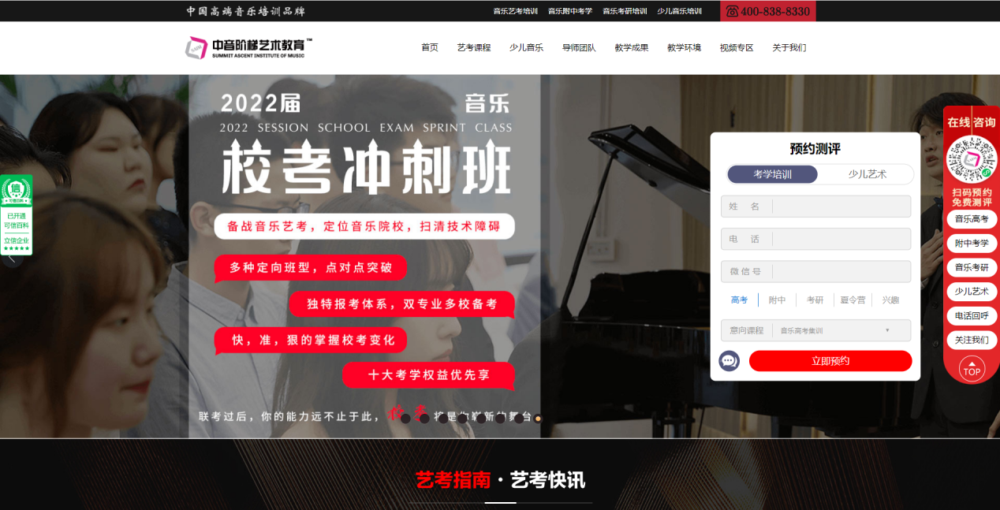 中国高端音乐培训品牌
音乐艺考培训 音乐附中考学 音乐考研培训 少儿音乐培训
400-838-8330
中音阶梯艺术教育™
SUMMIT ASCENT INSTITUTE OF MUSIC
首页 艺考课程 少儿音乐 导师团队 教学成果 教学环境 视频专区 关于我们
2022届 音乐
2022 SESSION SCHOOL EXAM SPRINT CLASS
校考冲刺班
备战音乐艺考，定位音乐院校，扫清技术障碍
多种定向班型，点对点突破
独特报考体系，双专业多校备考
快，准，狠的掌握校考变化
十大考学权益优先享
联考过后，你的能力远不止于此，校考将是你崭新的舞台
信
已开通
可信百科
立信企业
★★★★★
预约测评
考学培训 少儿艺术
姓 名
电 话
微信号
高考 附中 考研 夏令营 兴趣
意向课程 音乐高考集训
立即预约
在线咨询
扫码预约
免费测评
音乐高考
附中考学
音乐考研
少儿艺术
电话回呼
关注我们
TOP
艺考指南·艺考快讯